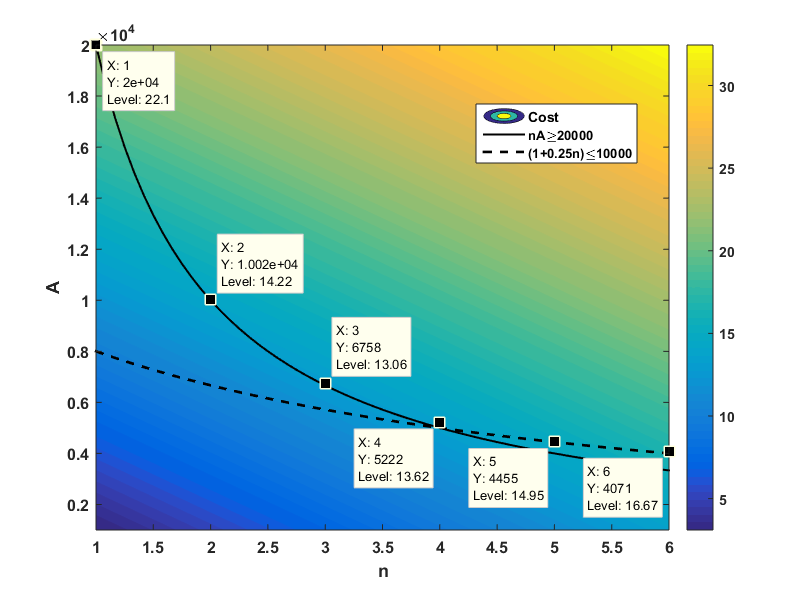 ×10⁴
2
1.8
1.6
1.4
1.2
1
0.8
0.6
0.4
0.2
A
X: 1
Y: 2e+04
Level: 22.1
Cost
nA≥20000
(1+0.25n)≤10000
X: 2
Y: 1.002e+04
Level: 14.22
X: 3
Y: 6758
Level: 13.06
X: 4
Y: 5222
Level: 13.62
X: 5
Y: 4455
Level: 14.95
X: 6
Y: 4071
Level: 16.67
1 1.5 2 2.5 3 3.5 4 4.5 5 5.5 6
n
30
25
20
15
10
5